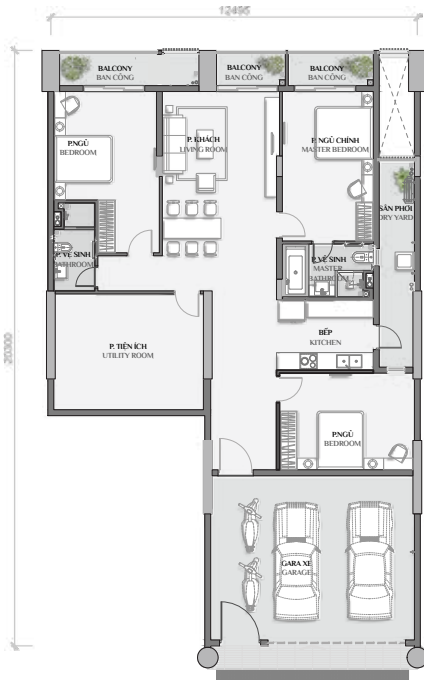 12495
BALCONY
BAN CÔNG
BALCONY
BAN CÔNG
BALCONY
BAN CÔNG
P.NGỦ
BEDROOM
P. KHÁCH
LIVING ROOM
P. NGỦ CHÍNH
MASTER BEDROOM
SÂN PHƠI
DRY YARD
P. VỆ SINH
BATHROOM
P.VỆ SINH
MASTER
BATHROOM
P. TIỆN ÍCH
UTILITY ROOM
BẾP
KITCHEN
20300
P.NGỦ
BEDROOM
GARA XE
GARAGE